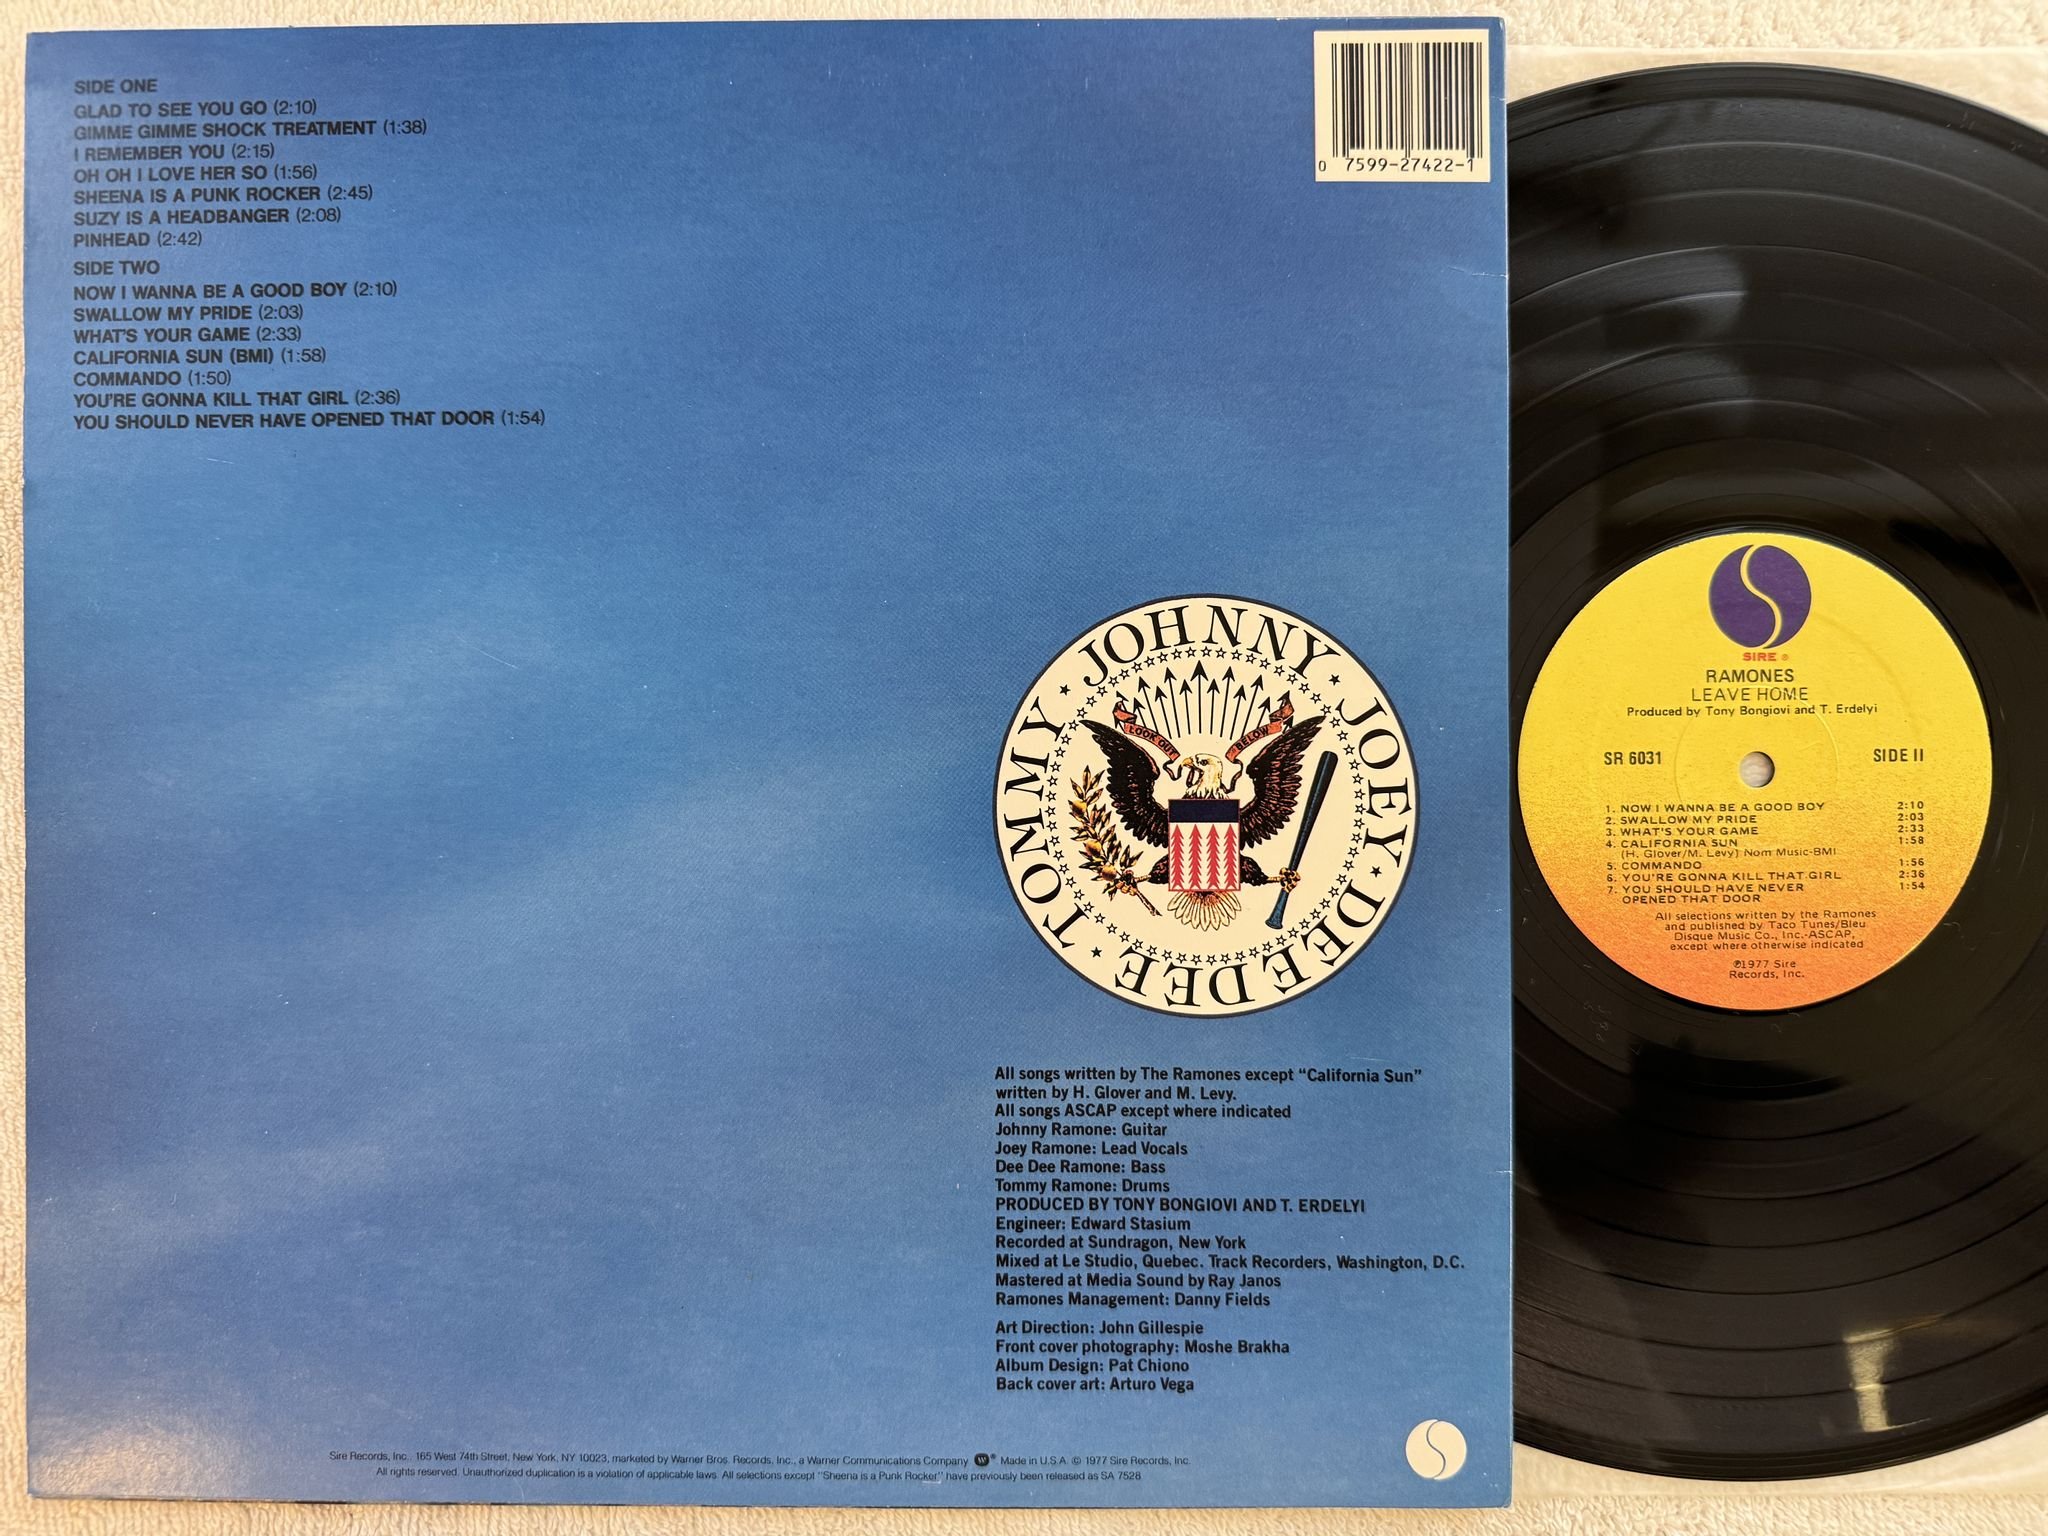 SIDE ONE
GLAD TO SEE YOU GO (2:10)
GIMME GIMME SHOCK TREATMENT (1:38)
I REMEMBER YOU (2:15)
OH OH I LOVE HER SO (1:56)
SHEENA IS A PUNK ROCKER (2:45)
SUZY IS A HEADBANGER (2:08)
PINHEAD (2:42)
SIDE TWO
NOW I WANNA BE A GOOD BOY (2:10)
SWALLOW MY PRIDE (2:03)
WHAT'S YOUR GAME (2:33)
CALIFORNIA SUN (BMI) (1:58)
COMMANDO (1:50)
YOU'RE GONNA KILL THAT GIRL (2:36)
YOU SHOULD NEVER HAVE OPENED THAT DOOR (1:54)
0 7599-27422-1
JOHNNY · JOEY · DEE DEE · TOMMY
LOOK OUT BELOW
All songs written by The Ramones except “California Sun”
written by H. Glover and M. Levy.
All songs ASCAP except where indicated
Johnny Ramone: Guitar
Joey Ramone: Lead Vocals
Dee Dee Ramone: Bass
Tommy Ramone: Drums
PRODUCED BY TONY BONGIOVI AND T. ERDELYI
Engineer: Edward Stasium
Recorded at Sundragon, New York
Mixed at Le Studio, Quebec. Track Recorders, Washington, D.C.
Mastered at Media Sound by Ray Janos
Ramones Management: Danny Fields
Art Direction: John Gillespie
Front cover photography: Moshe Brakha
Album Design: Pat Chiono
Back cover art: Arturo Vega
Sire Records, Inc., 165 West 74th Street, New York, NY 10023, marketed by Warner Bros. Records, Inc., a Warner Communications Company ® Made in U.S.A. © 1977 Sire Records, Inc.
All rights reserved. Unauthorized duplication is a violation of applicable laws. All selections except "Sheena is a Punk Rocker" have previously been released as SA 7528
SIRE ®
RAMONES
LEAVE HOME
Produced by Tony Bongiovi and T. Erdelyi
SR 6031 SIDE II
1. NOW I WANNA BE A GOOD BOY 2:10
2. SWALLOW MY PRIDE 2:03
3. WHAT'S YOUR GAME 2:33
4. CALIFORNIA SUN 1:58
(H. Glover/M. Levy) Nom Music-BMI
5. COMMANDO 1:56
6. YOU'RE GONNA KILL THAT GIRL 2:36
7. YOU SHOULD HAVE NEVER 1:54
OPENED THAT DOOR
All selections written by the Ramones
and published by Taco Tunes/Bleu
Disque Music Co., Inc.-ASCAP,
except where otherwise indicated
℗1977 Sire
Records, Inc.